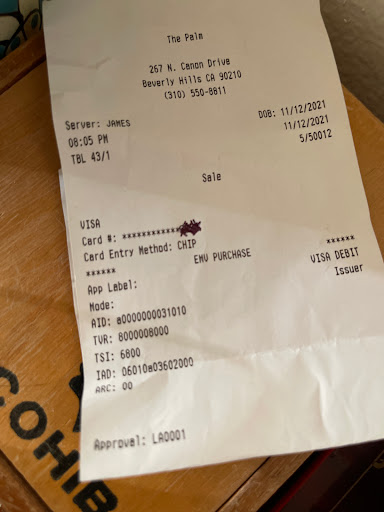 The Palm
267 N. Canon Drive
Beverly Hills CA 90210
(310) 550-8811
Server: JAMES DOB: 11/12/2021
08:05 PM 11/12/2021
TBL 43/1 5/50012
Sale
VISA
Card #: ************
Card Entry Method: CHIP ******
****** EMV PURCHASE VISA DEBIT
App Label: Issuer
Mode:
AID: a0000000031010
TVR: 8000008000
TSI: 6800
IAD: 06010a03602000
ARC: 00
Approval: LA0001
COHIB